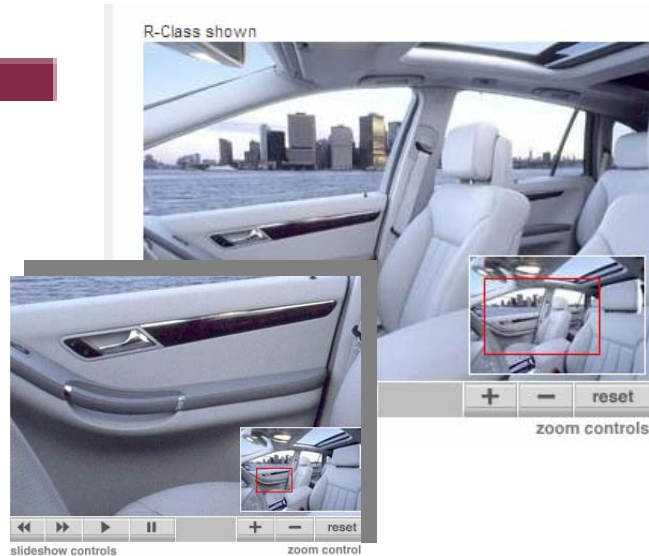 R-Class shown
+ − reset
zoom controls
+ − reset
slideshow controls zoom control